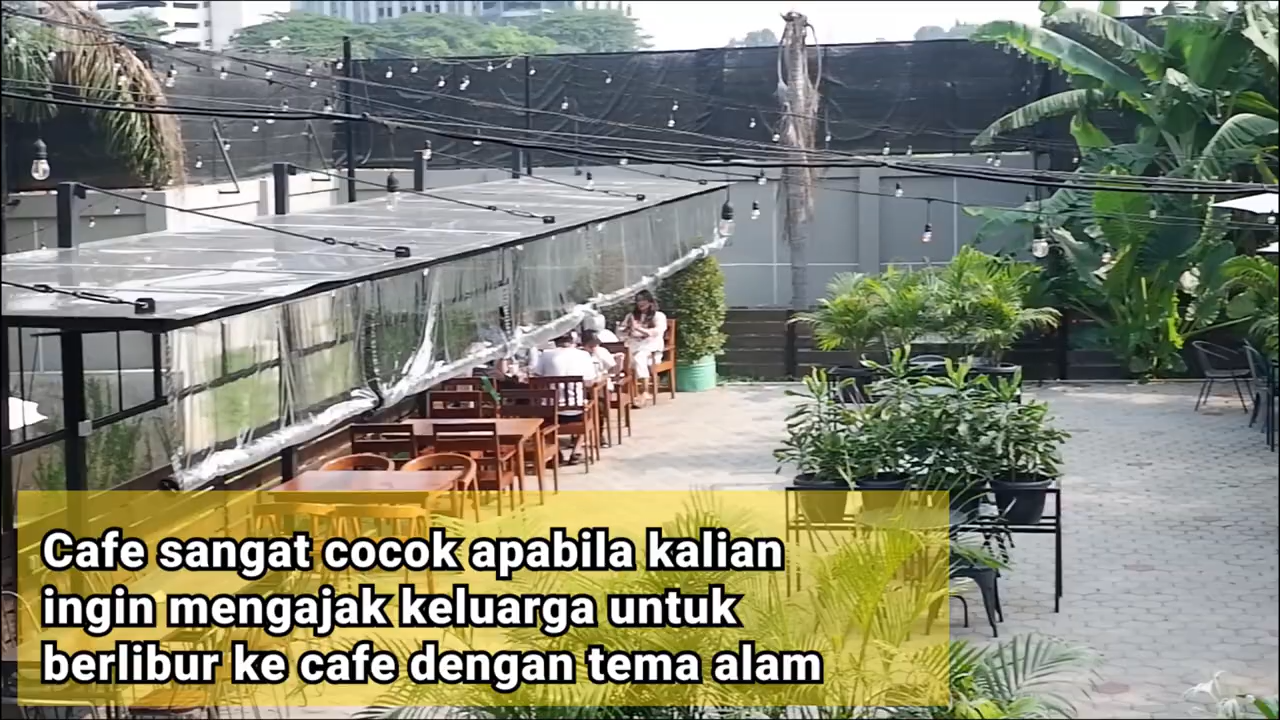 Cafe sangat cocok apabila kalian
ingin mengajak keluarga untuk
berlibur ke cafe dengan tema alam